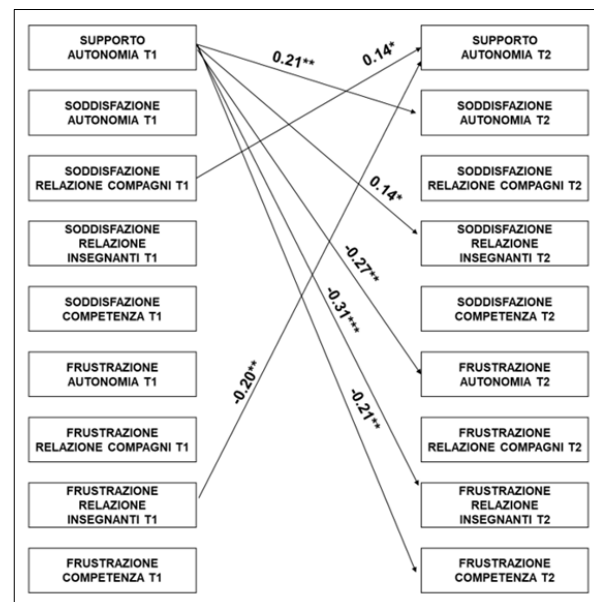 SUPPORTO
AUTONOMIA T1
SODDISFAZIONE
AUTONOMIA T1
SODDISFAZIONE
RELAZIONE COMPAGNI T1
SODDISFAZIONE
RELAZIONE
INSEGNANTI T1
SODDISFAZIONE
COMPETENZA T1
FRUSTRAZIONE
AUTONOMIA T1
FRUSTRAZIONE
RELAZIONE COMPAGNI T1
FRUSTRAZIONE
RELAZIONE
INSEGNANTI T1
FRUSTRAZIONE
COMPETENZA T1
0.21**
0.14*
0.14*
-0.27**
-0.31***
-0.20**
-0.21**
SUPPORTO
AUTONOMIA T2
SODDISFAZIONE
AUTONOMIA T2
SODDISFAZIONE
RELAZIONE COMPAGNI T2
SODDISFAZIONE
RELAZIONE
INSEGNANTI T2
SODDISFAZIONE
COMPETENZA T2
FRUSTRAZIONE
AUTONOMIA T2
FRUSTRAZIONE
RELAZIONE COMPAGNI T2
FRUSTRAZIONE
RELAZIONE
INSEGNANTI T2
FRUSTRAZIONE
COMPETENZA T2